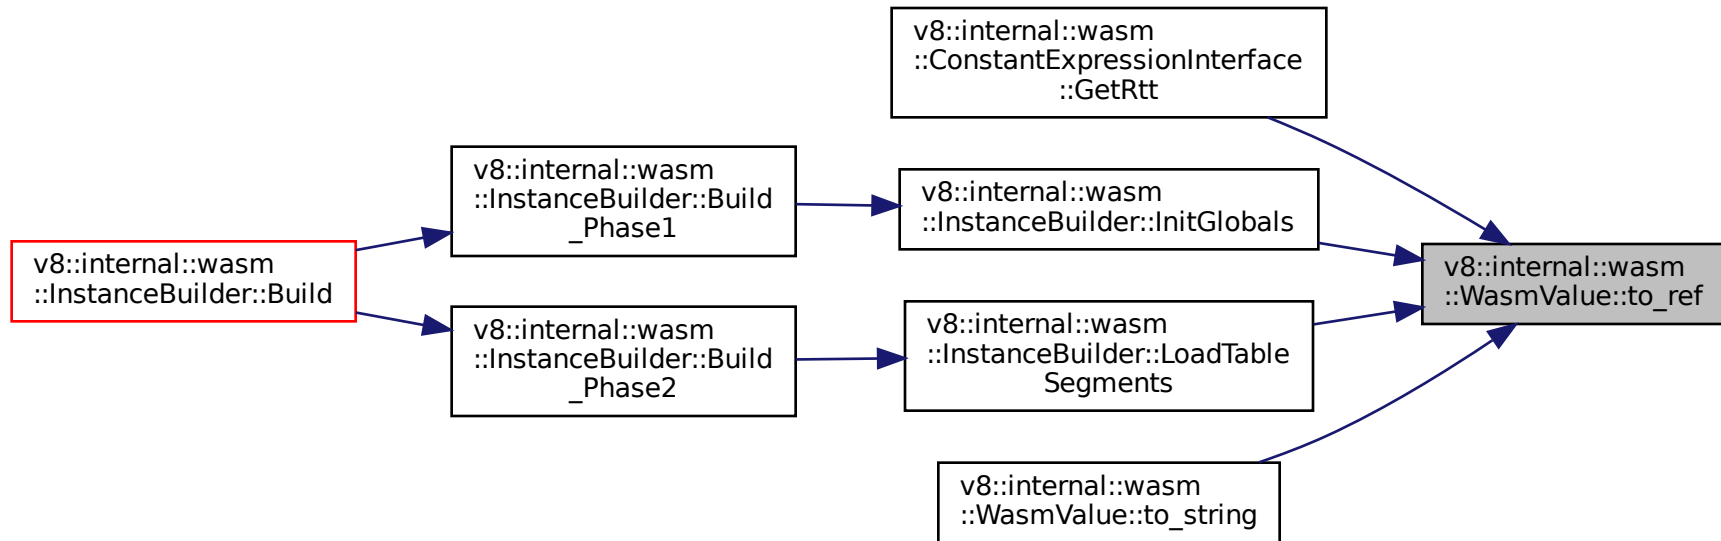 v8::internal::wasm
::ConstantExpressionInterface
::GetRtt
v8::internal::wasm
::InstanceBuilder::Build
_Phase1
v8::internal::wasm
::InstanceBuilder::InitGlobals
v8::internal::wasm
::InstanceBuilder::Build
v8::internal::wasm
::WasmValue::to_ref
v8::internal::wasm
::InstanceBuilder::Build
_Phase2
v8::internal::wasm
::InstanceBuilder::LoadTable
Segments
v8::internal::wasm
::WasmValue::to_string